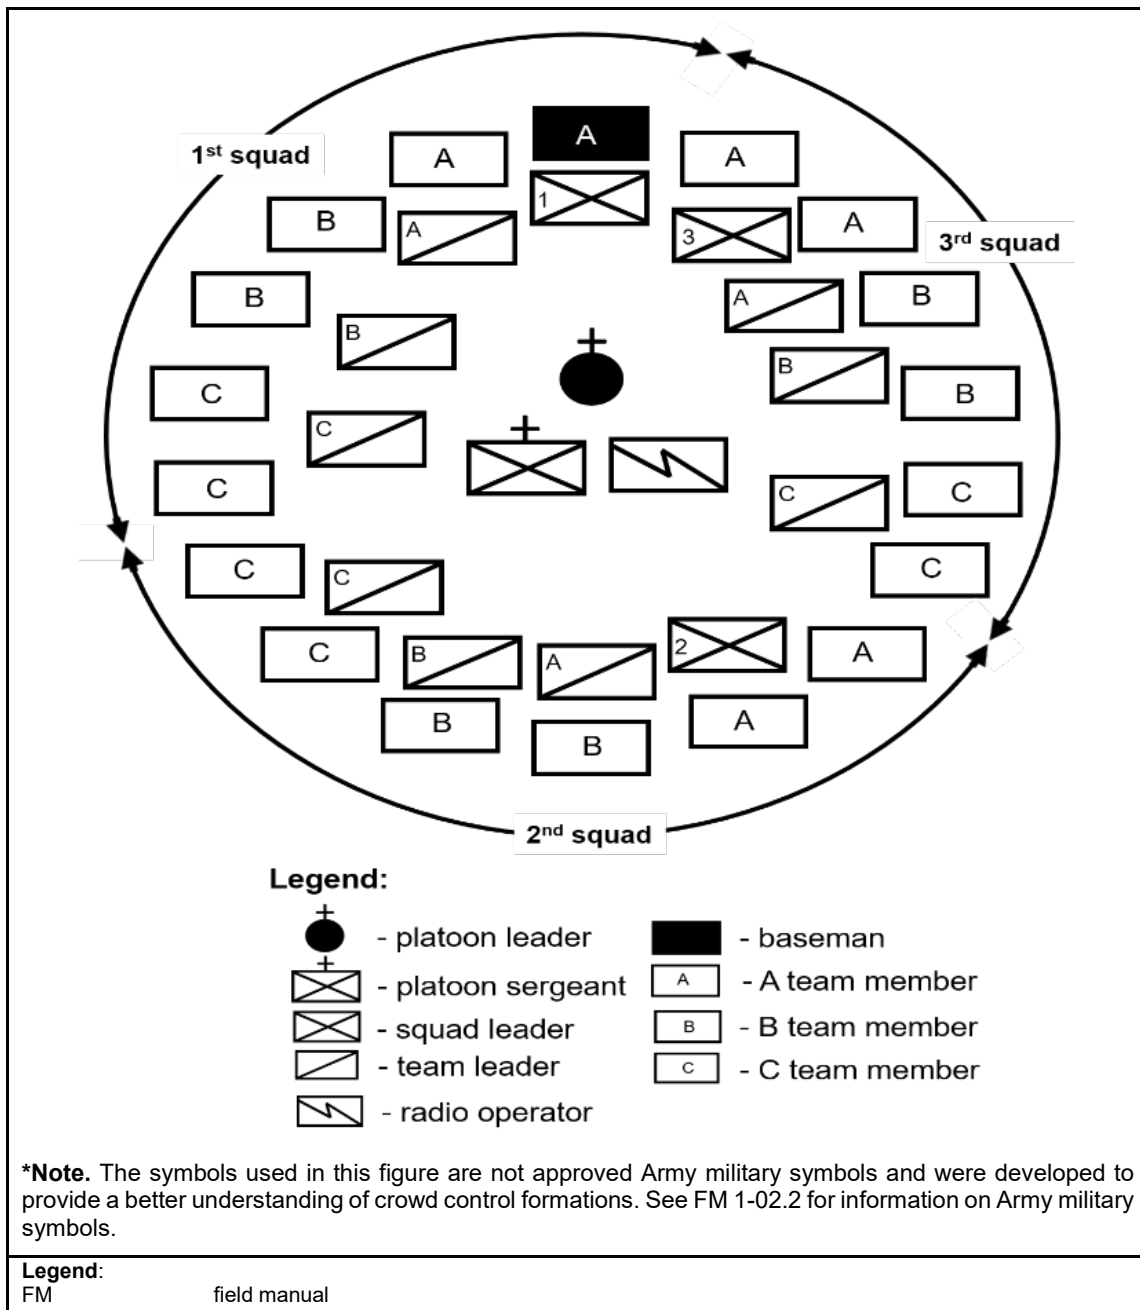 1st squad
A
A
A
B
A
1
3
A
3rd squad
A
B
B
A
B
B
C
B
B
C
C
C
C
C
C
C
C
B
A
2
A
B
B
A
2nd squad
Legend:
- platoon leader
- baseman
- platoon sergeant
A
- A team member
- squad leader
B
- B team member
- team leader
C
- C team member
- radio operator
*Note. The symbols used in this figure are not approved Army military symbols and were developed to
provide a better understanding of crowd control formations. See FM 1-02.2 for information on Army military
symbols.
Legend:
FM field manual